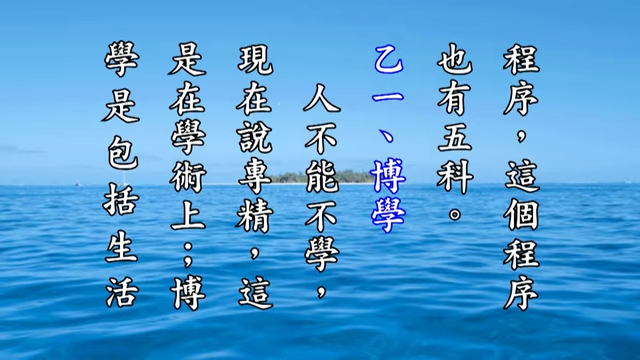 程序，這個程序
也有五科。
乙一、博學
人不能不學，
現在說專精，這
是在學術上；博
學是包括生活